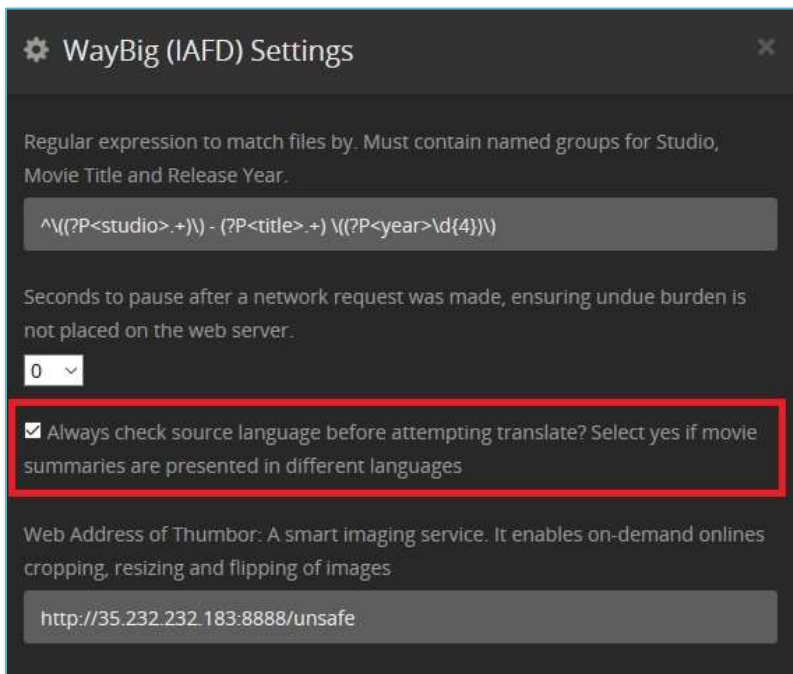 WayBig (IAFD) Settings
Regular expression to match files by. Must contain named groups for Studio,
Movie Title and Release Year.
^\((?P<studio>.+)\) - (?P<title>.+) \((?P<year>\d{4})\)
Seconds to pause after a network request was made, ensuring undue burden is
not placed on the web server.
0
Always check source language before attempting translate? Select yes if movie
summaries are presented in different languages
Web Address of Thumbor: A smart imaging service. It enables on-demand onlines
cropping, resizing and flipping of images
http://35.232.232.183:8888/unsafe